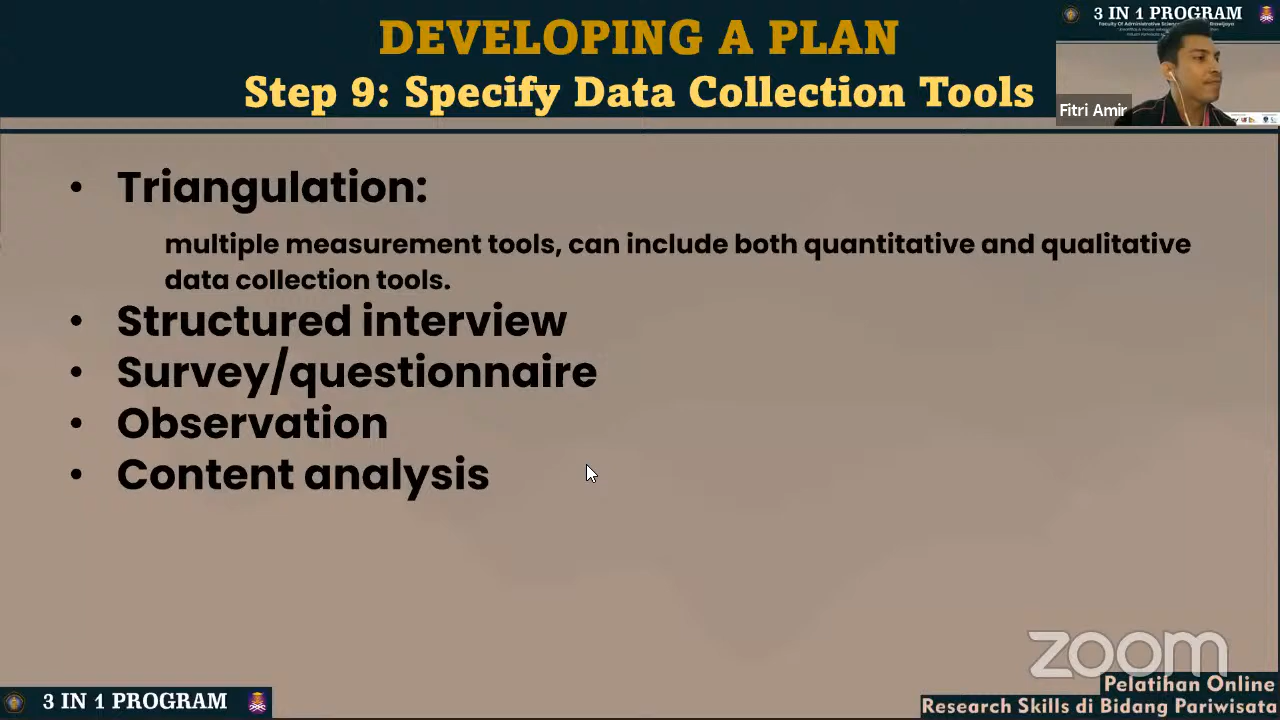 DEVELOPING A PLAN
Step 9: Specify Data Collection Tools
3 IN 1 PROGRAM
Fitri Amir
• Triangulation:
multiple measurement tools, can include both quantitative and qualitative
data collection tools.
• Structured interview
• Survey/questionnaire
• Observation
• Content analysis
zoom
Pelatihan Online
Research Skills di Bidang Pariwisata
3 IN 1 PROGRAM